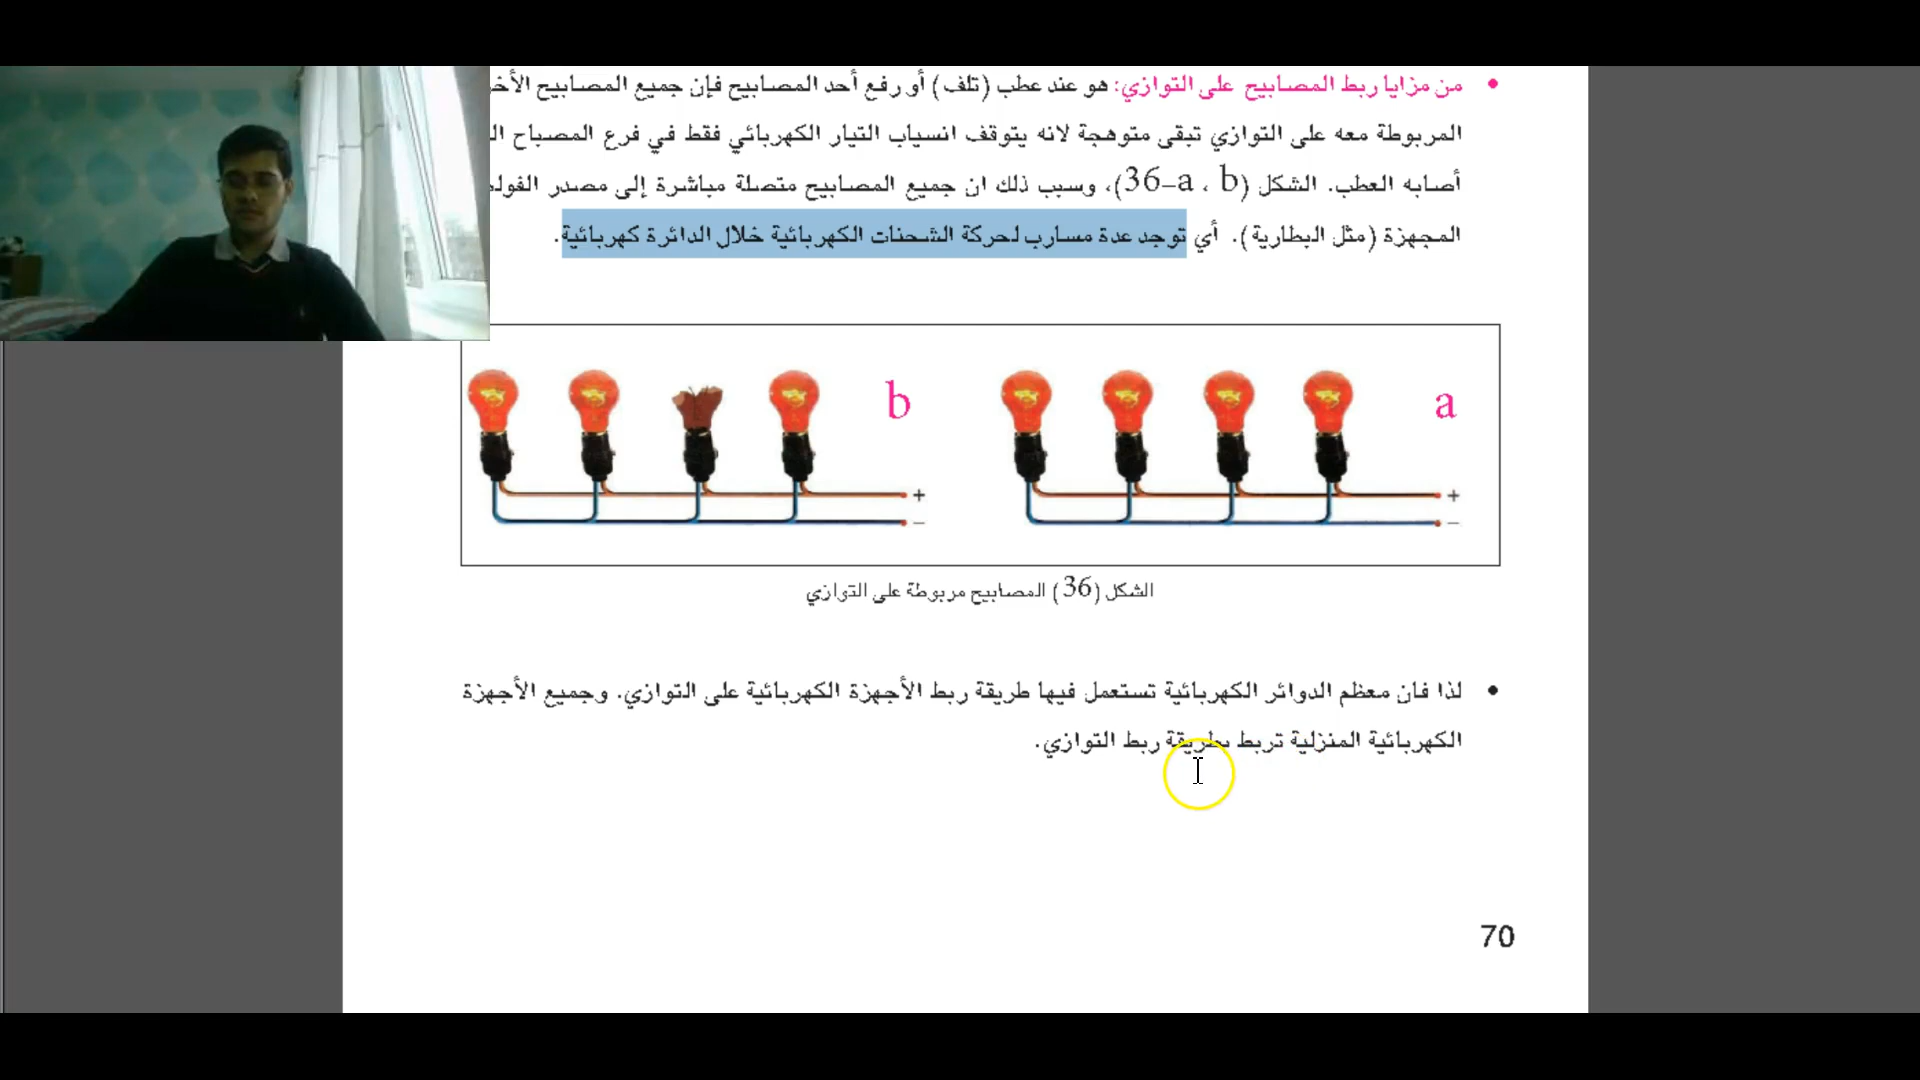 • من مزايا ربط المصابيح على التوازي: هو عند عطب (تلف) أو رفع أحد المصابيح فإن جميع المصابيح
المربوطة معه على التوازي تبقى متوهجة لانه يتوقف انسياب التيار الكهربائي فقط في فرع المصباح
أصابه العطب. الشكل (36-a ، b)، وسبب ذلك ان جميع المصابيح متصلة مباشرة إلى مصدر
المجهزة (مثل البطارية). أي توجد عدة مسارب لحركة الشحنات الكهربائية خلال الدائرة كهربائية.
a
b
+
−
+
−
الشكل (36) المصابيح مربوطة على التوازي
• لذا فان معظم الدوائر الكهربائية تستعمل فيها طريقة ربط الأجهزة الكهربائية على التوازي. وجميع الأجهزة
الكهربائية المنزلية تربط بطريقة ربط التوازي.
70